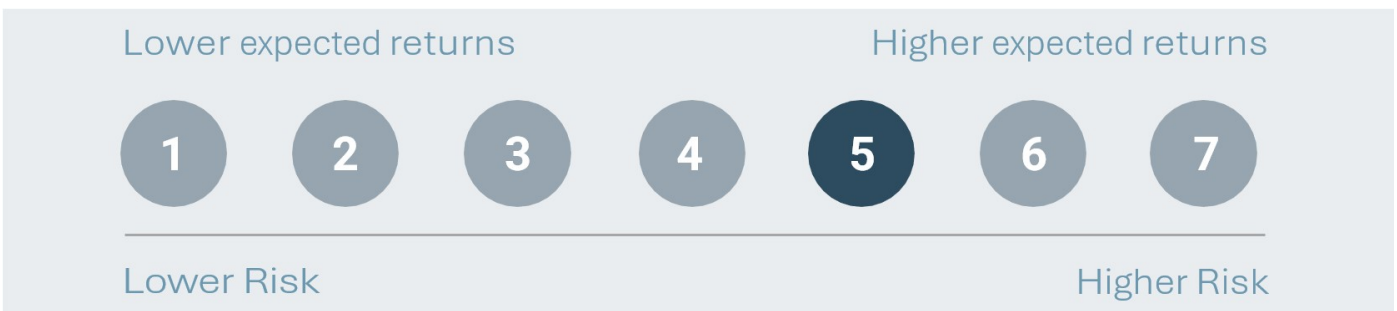 Lower expected returns Higher expected returns
1 2 3 4 5 6 7
Lower Risk Higher Risk